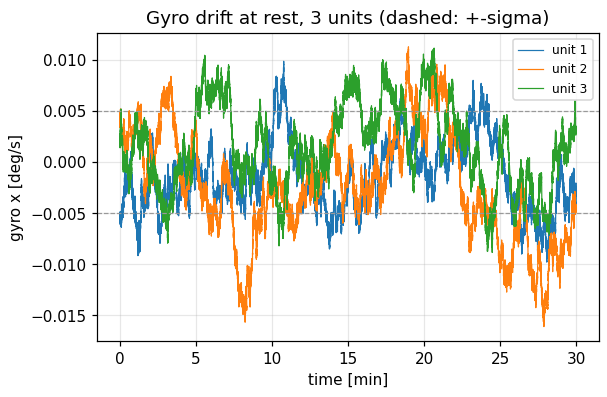 Gyro drift at rest, 3 units (dashed: +-sigma)
unit 1
unit 2
unit 3
gyro x [deg/s]
0.010
0.005
0.000
−0.005
−0.010
−0.015
0 5 10 15 20 25 30
time [min]